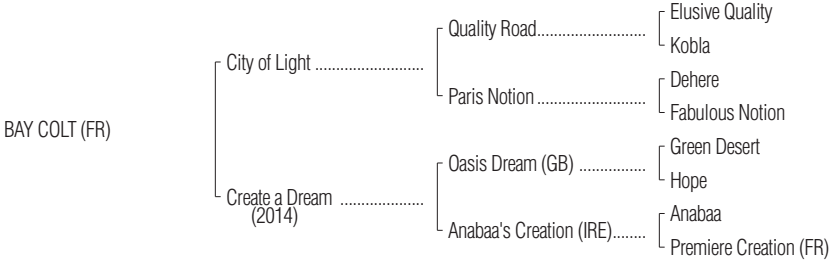 Elusive Quality
Quality Road..........................
Kobla
City of Light ..........................
Dehere
Paris Notion ..........................
Fabulous Notion
BAY COLT (FR)
Green Desert
Oasis Dream (GB) ................
Hope
Create a Dream ....................
(2014)
Anabaa
Anabaa's Creation (IRE)........
Premiere Creation (FR)